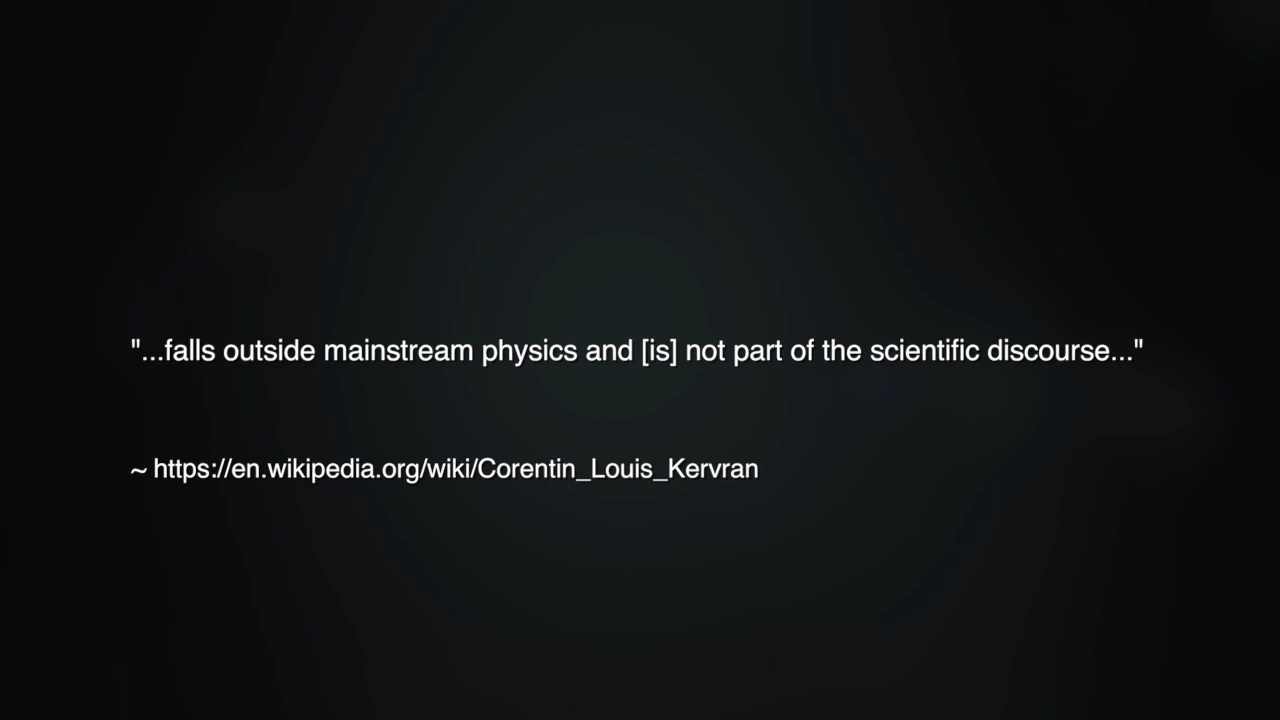 "...falls outside mainstream physics and [is] not part of the scientific discourse..."
~ https://en.wikipedia.org/wiki/Corentin_Louis_Kervran